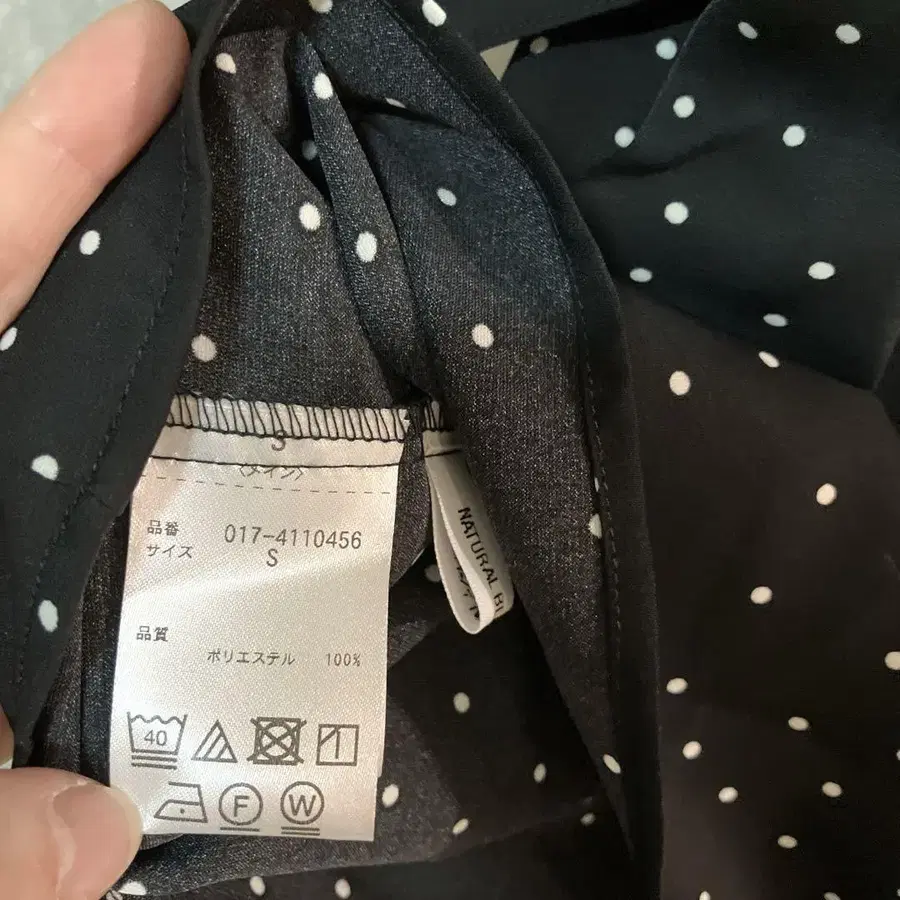 S
〈メイン〉
品番 017-4110456
サイズ S
品質
ポリエステル 100%
40
F W
NATURAL B